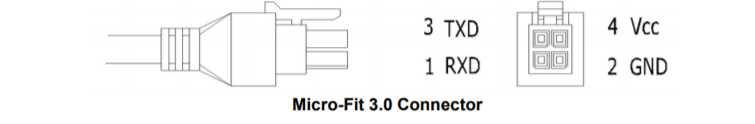 3 TXD 4 Vcc
1 RXD 2 GND
Micro-Fit 3.0 Connector